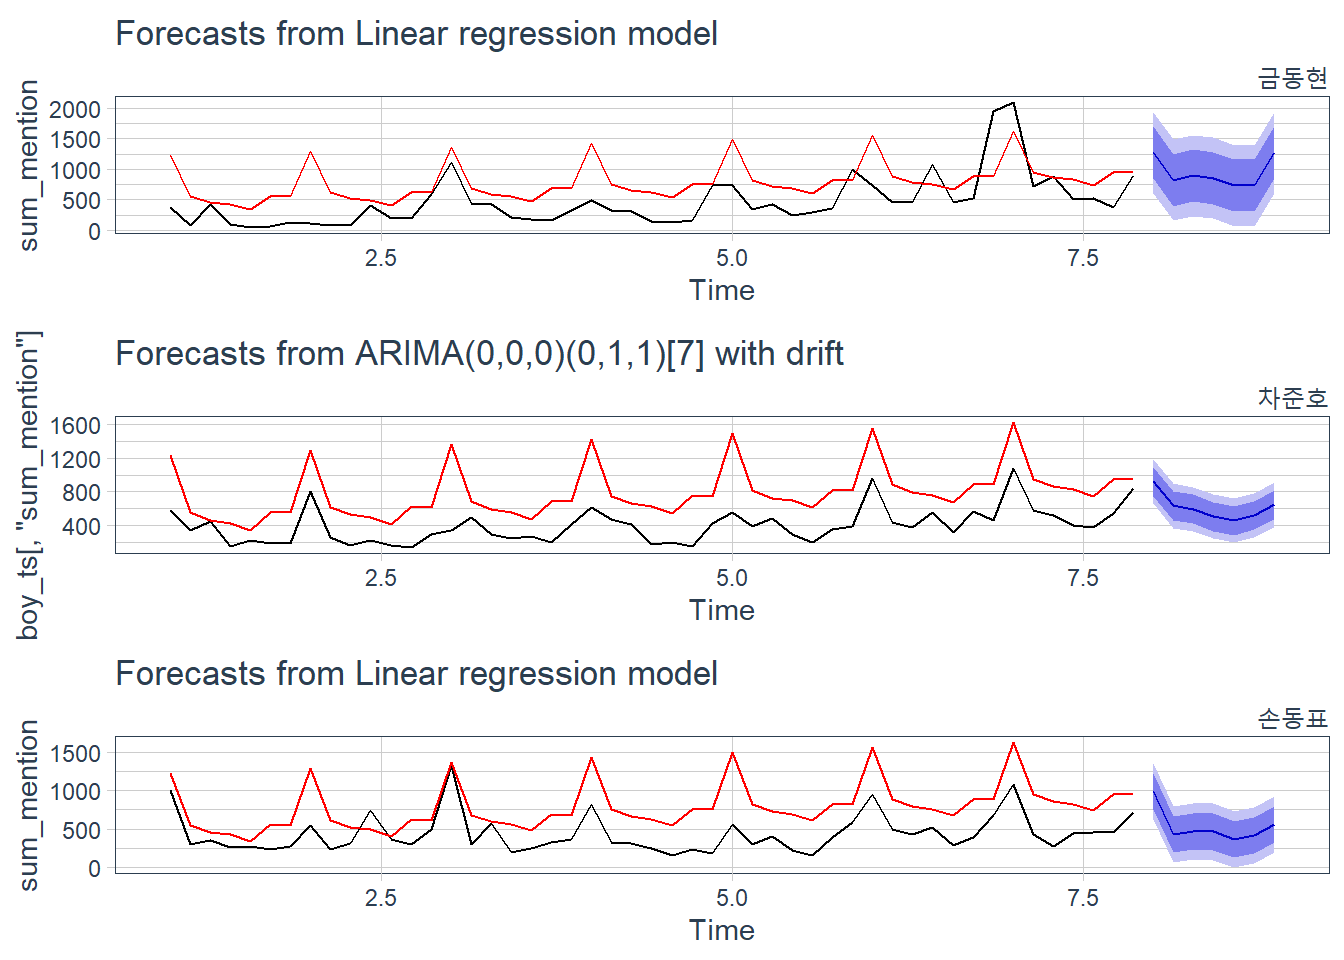 Forecasts from Linear regression model
금동현
sum_mention
2000
1500
1000
500
0
2.5 5.0 7.5
Time
Forecasts from ARIMA(0,0,0)(0,1,1)[7] with drift
차준호
boy_ts[, "sum_mention"]
1600
1200
800
400
2.5 5.0 7.5
Time
Forecasts from Linear regression model
손동표
sum_mention
1500
1000
500
0
2.5 5.0 7.5
Time